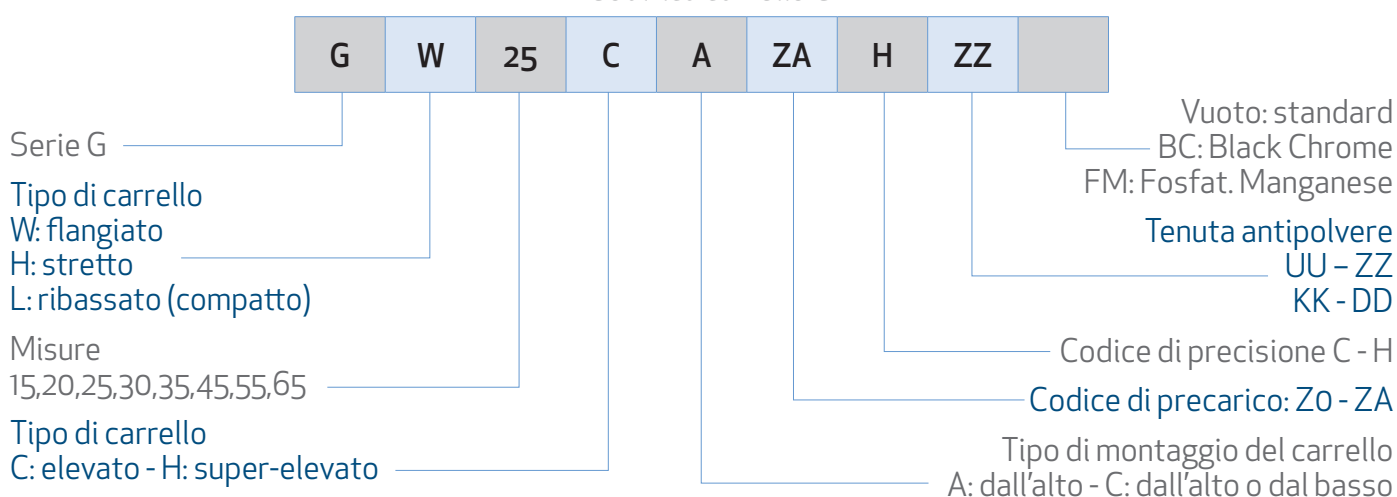 G W 25 C A ZA H ZZ
Serie G
Tipo di carrello
W: flangiato
H: stretto
L: ribassato (compatto)
Misure
15,20,25,30,35,45,55,65
Tipo di carrello
C: elevato - H: super-elevato
Vuoto: standard
BC: Black Chrome
FM: Fosfat. Manganese
Tenuta antipolvere
UU – ZZ
KK - DD
Codice di precisione C - H
Codice di precarico: Z0 - ZA
Tipo di montaggio del carrello
A: dall'alto - C: dall'alto o dal basso